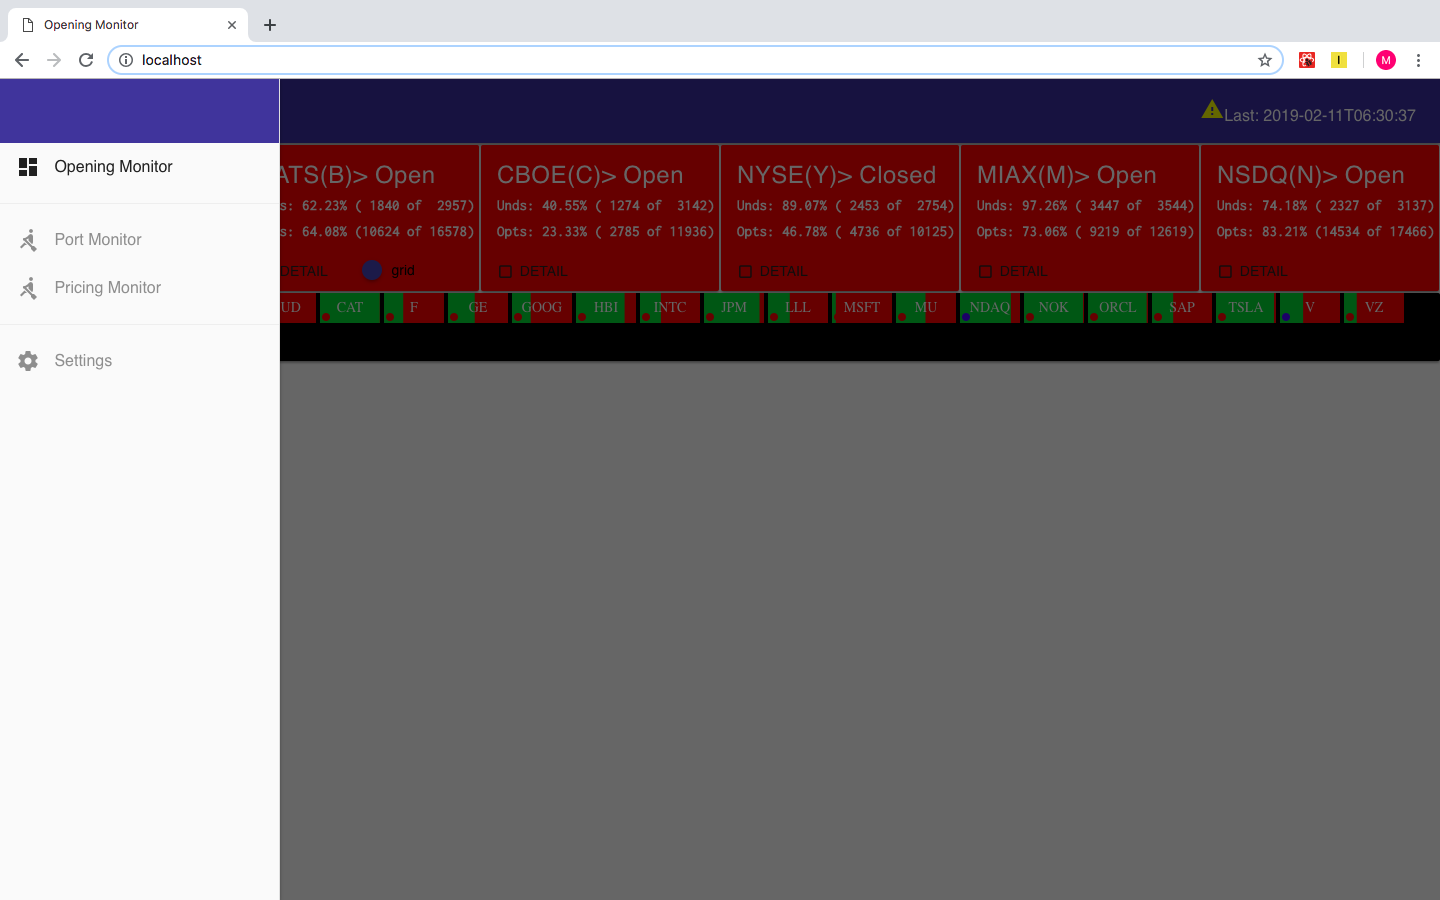 Opening Monitor
localhost
I
M
Last: 2019-02-11T06:30:37
Opening Monitor
Port Monitor
Pricing Monitor
Settings
ATS(B)> Open
s: 62.23% ( 1840 of 2957)
s: 64.08% (10624 of 16578)
DETAIL grid
CBOE(C)> Open
Unds: 40.55% ( 1274 of 3142)
Opts: 23.33% ( 2785 of 11936)
DETAIL
NYSE(Y)> Closed
Unds: 89.07% ( 2453 of 2754)
Opts: 46.78% ( 4736 of 10125)
DETAIL
MIAX(M)> Open
Unds: 97.26% ( 3447 of 3544)
Opts: 73.06% ( 9219 of 12619)
DETAIL
NSDQ(N)> Open
Unds: 74.18% ( 2327 of 3137)
Opts: 83.21% (14534 of 17466)
DETAIL
UD CAT F GE GOOG HBI INTC JPM LLL MSFT MU NDAQ NOK ORCL SAP TSLA V VZ